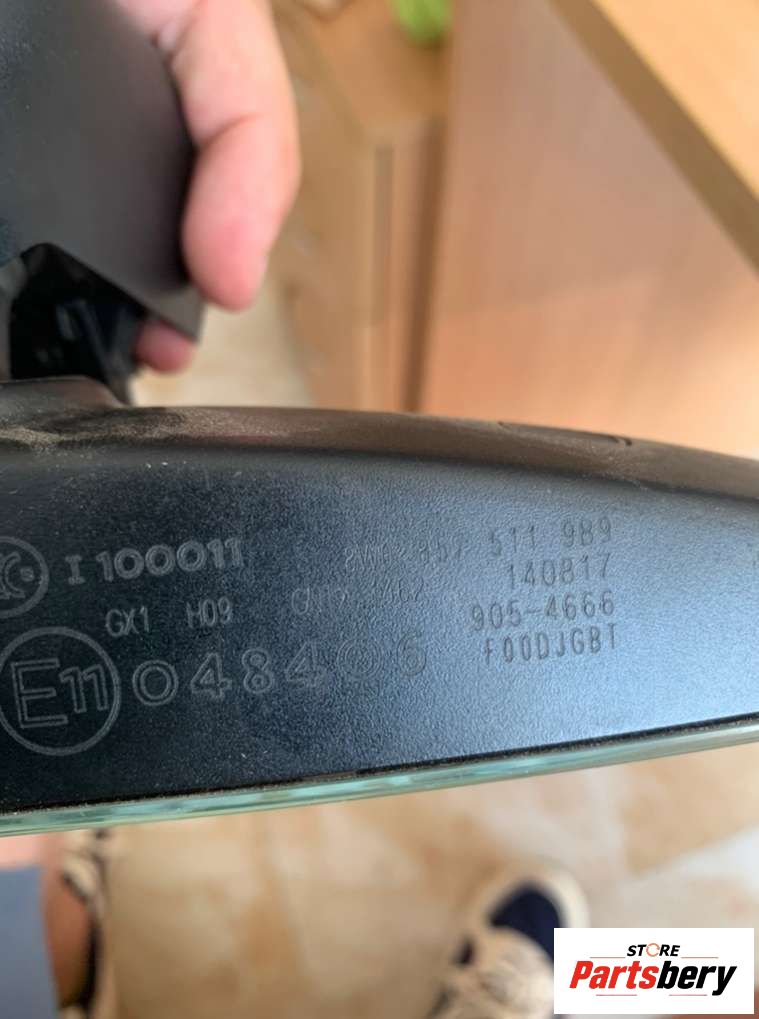 I 100011
511 989
140817
GX1 H09
905-4666
F00DJGBT
E11 048406
STORE
Partsbery